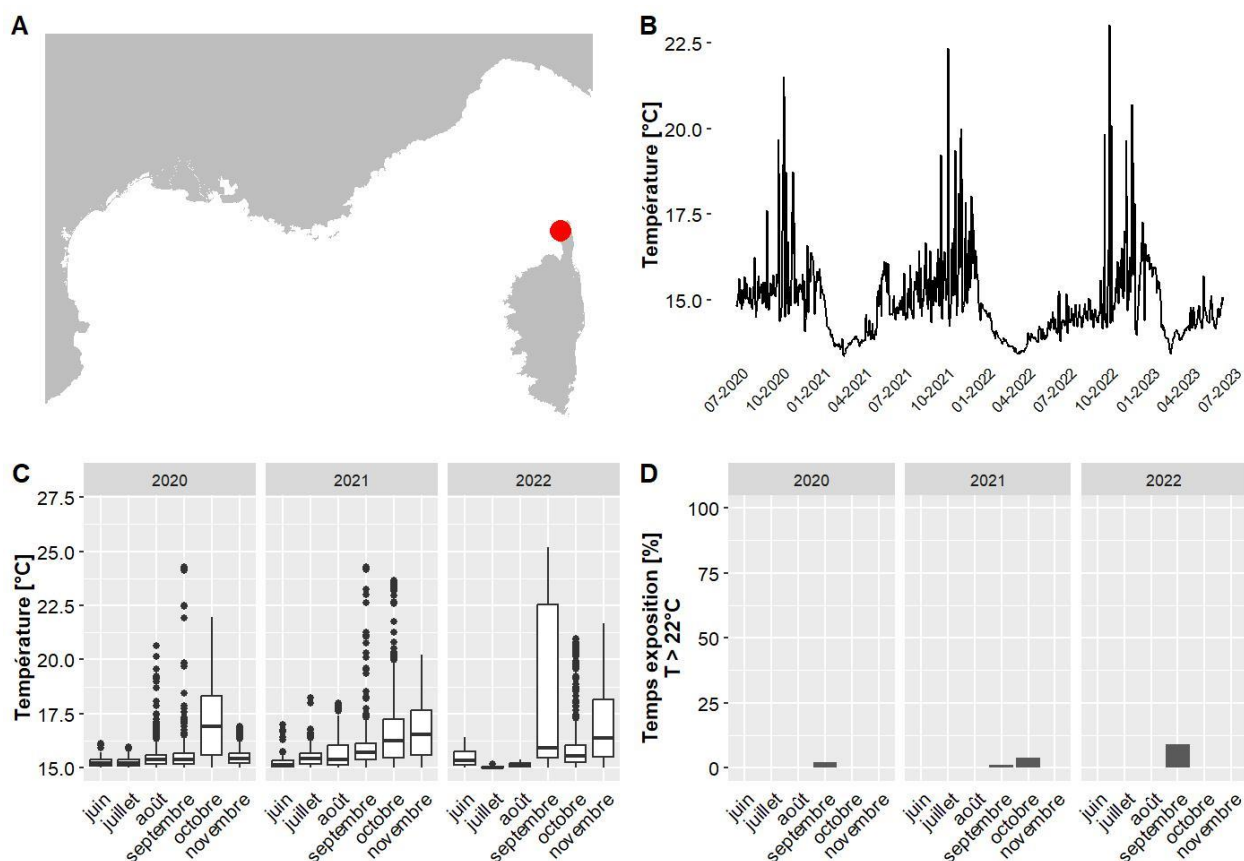 A
B
Température [°C]
22.5
20.0
17.5
15.0
07-2020
10-2020
01-2021
04-2021
07-2021
10-2021
01-2022
04-2022
07-2022
10-2022
01-2023
04-2023
07-2023
C
2020
2021
2022
Température [°C]
27.5
25.0
22.5
20.0
17.5
15.0
juin
juillet
août
septembre
octobre
novembre
juin
juillet
août
septembre
octobre
novembre
juin
juillet
août
septembre
octobre
novembre
D
2020
2021
2022
Temps exposition [%]
T > 22°C
100
75
50
25
0
juin
juillet
août
septembre
octobre
novembre
juin
juillet
août
septembre
octobre
novembre
juin
juillet
août
septembre
octobre
novembre